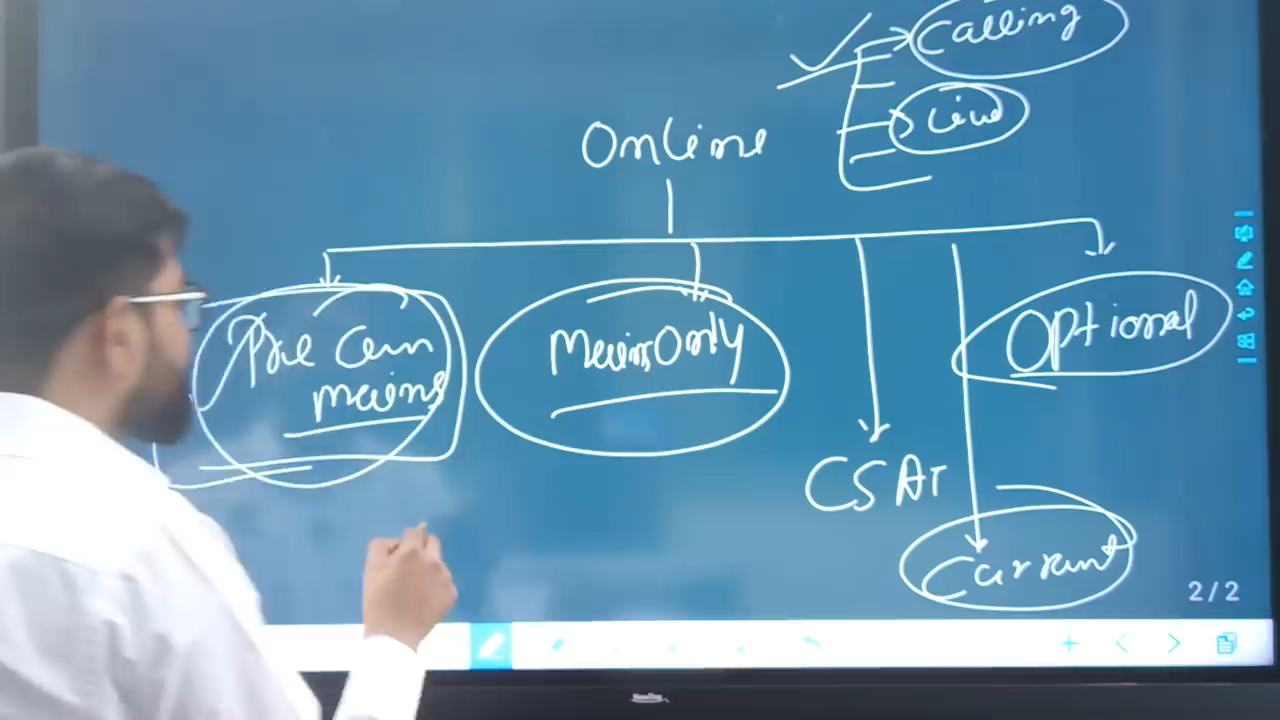 Calling
Live
Online
Pre Cum
mains
Mains Only
Optional
CSAT
Current
2/2